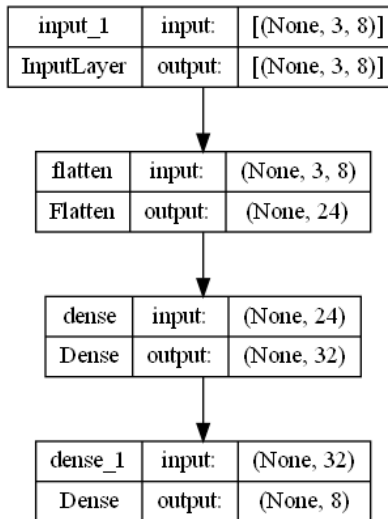 input_1 input: [(None, 3, 8)]
InputLayer output: [(None, 3, 8)]
flatten input: (None, 3, 8)
Flatten output: (None, 24)
dense input: (None, 24)
Dense output: (None, 32)
dense_1 input: (None, 32)
Dense output: (None, 8)